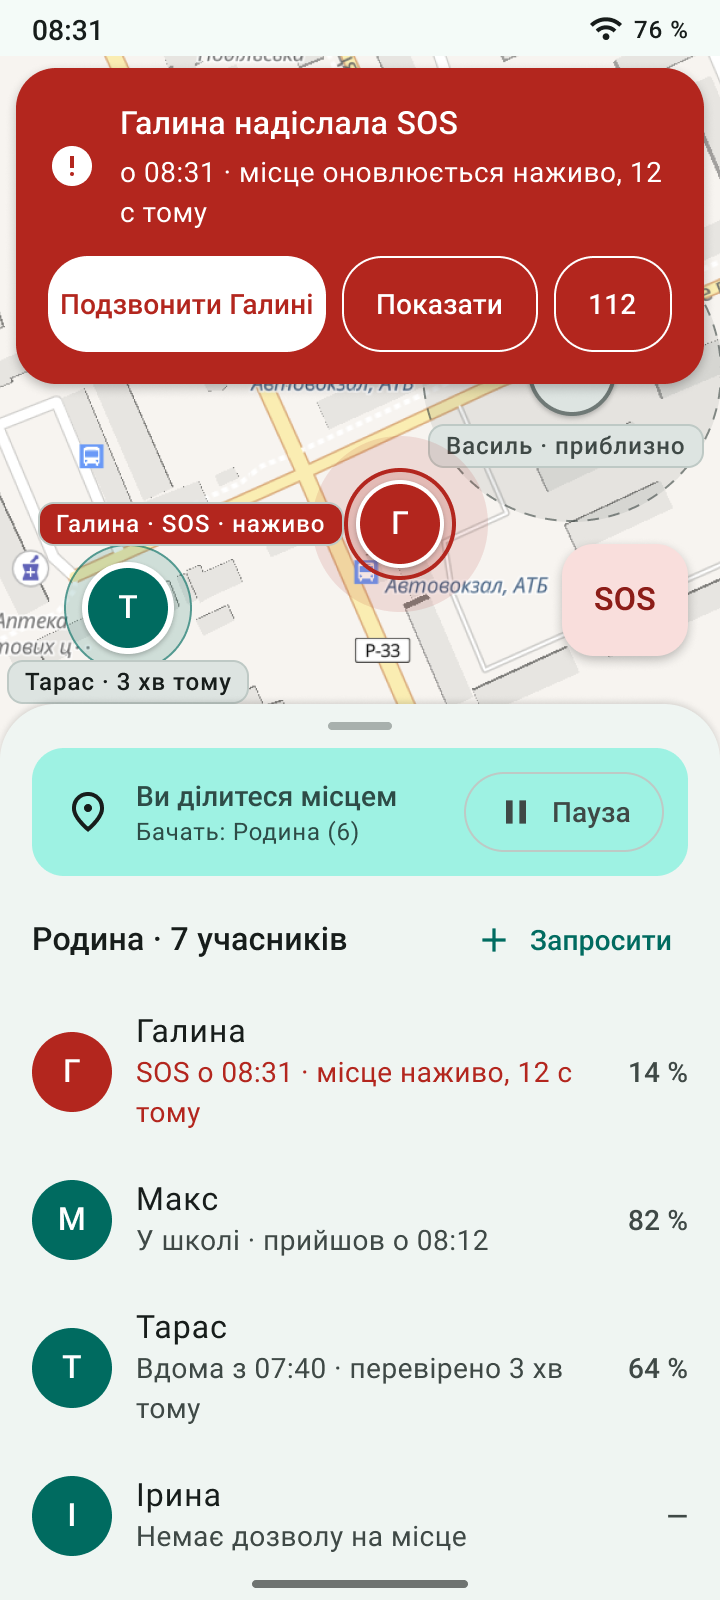 08:31
76 %
Галина надіслала SOS
о 08:31 · місце оновлюється наживо, 12
с тому
Подзвонити Галині
Показати
112
Автовокзал, АТБ
Василь · приблизно
Галина · SOS · наживо
Г
Т
Автовокзал, АТБ
SOS
Аптека
Р-33
Тарас · 3 хв тому
Ви ділитеся місцем
Бачать: Родина (6)
Пауза
Родина · 7 учасників
Запросити
Г
Галина
SOS о 08:31 · місце наживо, 12 с
тому
14 %
М
Макс
У школі · прийшов о 08:12
82 %
Т
Тарас
Вдома з 07:40 · перевірено 3 хв
тому
64 %
І
Ірина
Немає дозволу на місце
–